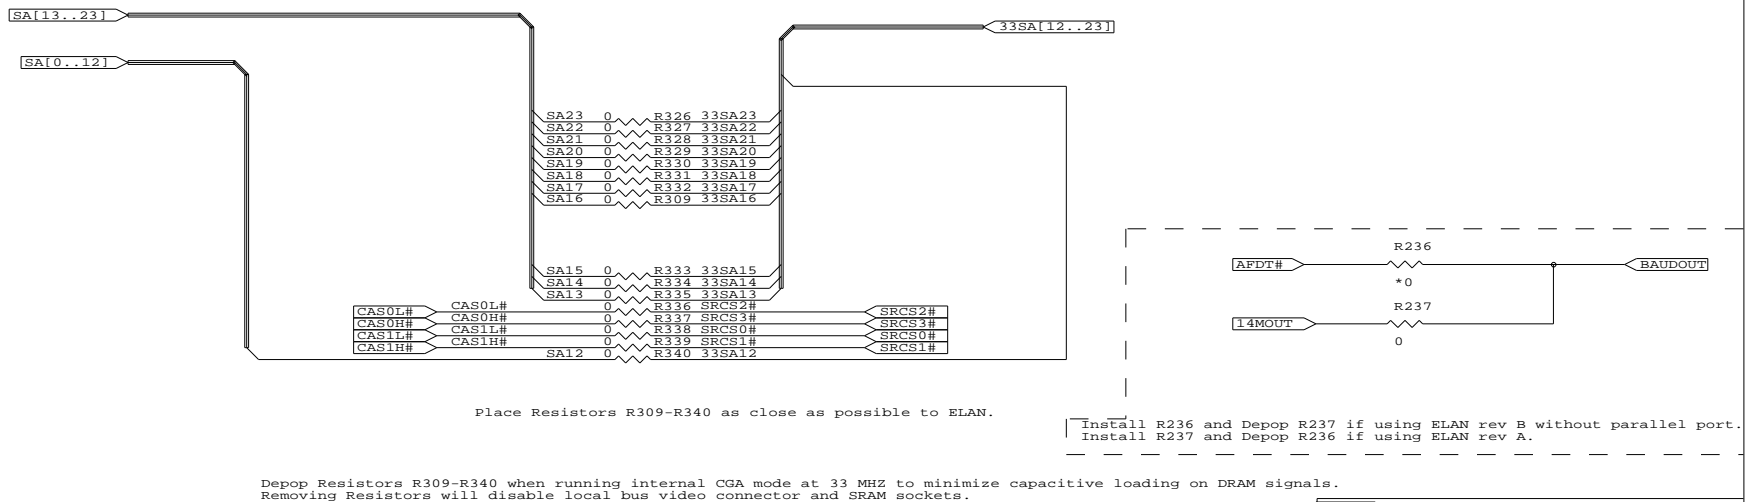 SA[13..23]
33SA[12..23]
SA[0..12]
SA23 0 R326 33SA23
SA22 0 R327 33SA22
SA21 0 R328 33SA21
SA20 0 R329 33SA20
SA19 0 R330 33SA19
SA18 0 R331 33SA18
SA17 0 R332 33SA17
SA16 0 R309 33SA16
SA15 0 R333 33SA15
SA14 0 R334 33SA14
SA13 0 R335 33SA13
CAS0L# CAS0L# 0 R336 SRCS2# SRCS2#
CAS0H# CAS0H# 0 R337 SRCS3# SRCS3#
CAS1L# CAS1L# 0 R338 SRCS0# SRCS0#
CAS1H# CAS1H# 0 R339 SRCS1# SRCS1#
SA12 0 R340 33SA12
R236
AFDT#
BAUDOUT
*0
R237
14MOUT
0
Place Resistors R309-R340 as close as possible to ELAN.
Install R236 and Depop R237 if using ELAN rev B without parallel port.
Install R237 and Depop R236 if using ELAN rev A.
Depop Resistors R309-R340 when running internal CGA mode at 33 MHZ to minimize capacitive loading on DRAM signals.
Removing Resistors will disable local bus video connector and SRAM sockets.